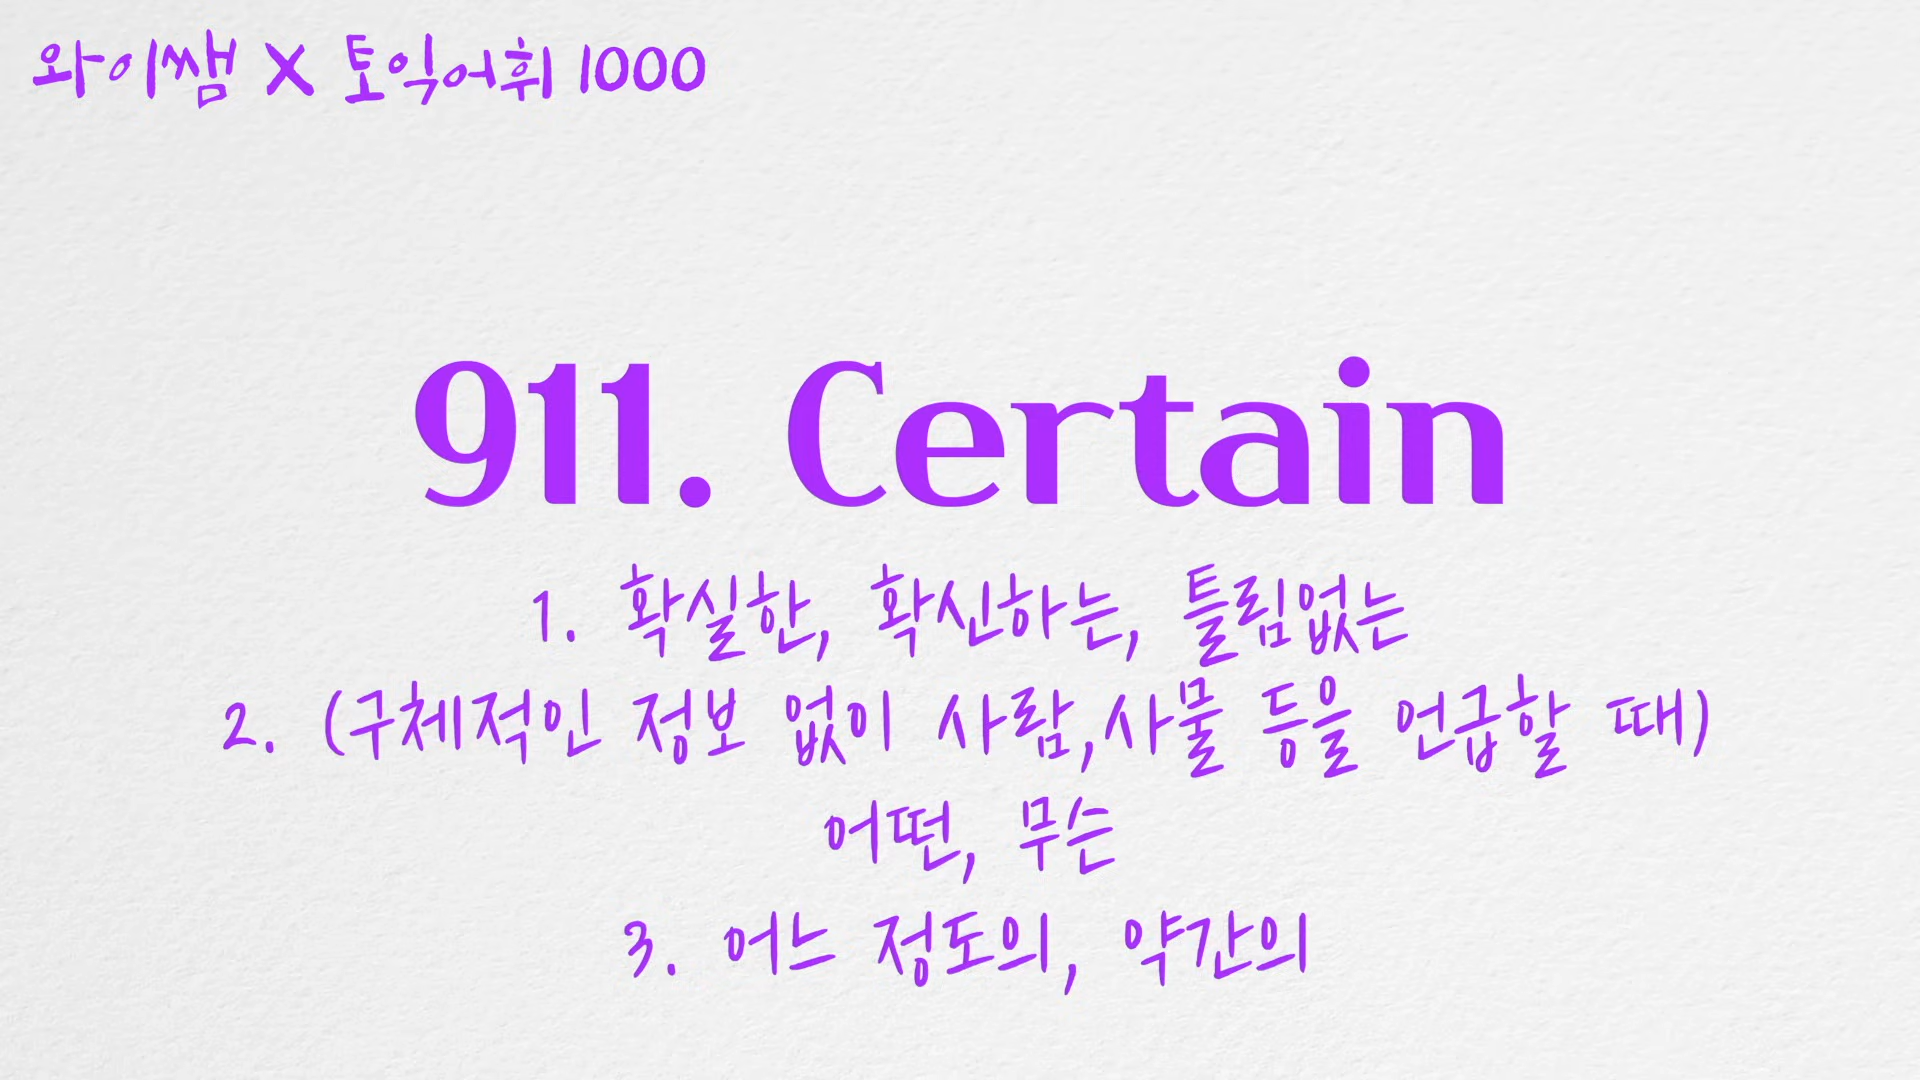 와이쌤 X 토익어휘 1000
911. Certain
1. 확실한, 확신하는, 틀림없는
2. (구체적인 정보 없이 사람,사물 등을 언급할 때)
어떤, 무슨
3. 어느 정도의, 약간의